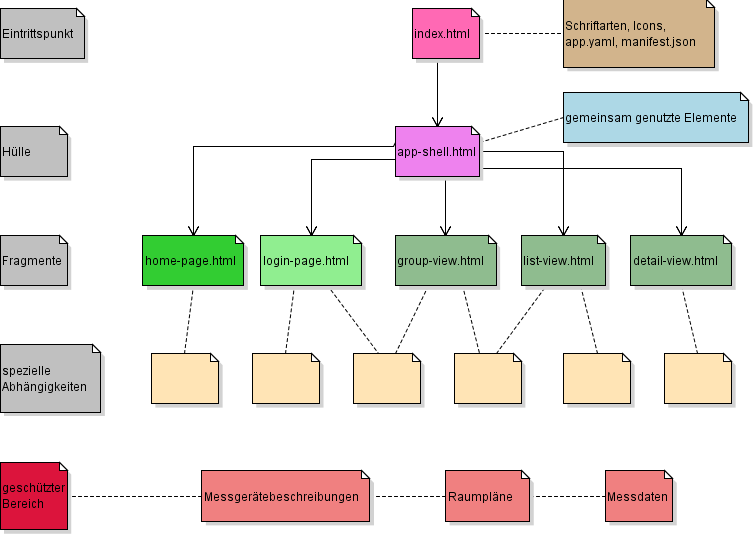 Eintrittspunkt
index.html
Schriftarten, Icons,
app.yaml, manifest.json
gemeinsam genutzte Elemente
Hülle
app-shell.html
Fragmente
home-page.html
login-page.html
group-view.html
list-view.html
detail-view.html
spezielle
Abhängigkeiten
geschützter
Bereich
Messgerätebeschreibungen
Raumpläne
Messdaten